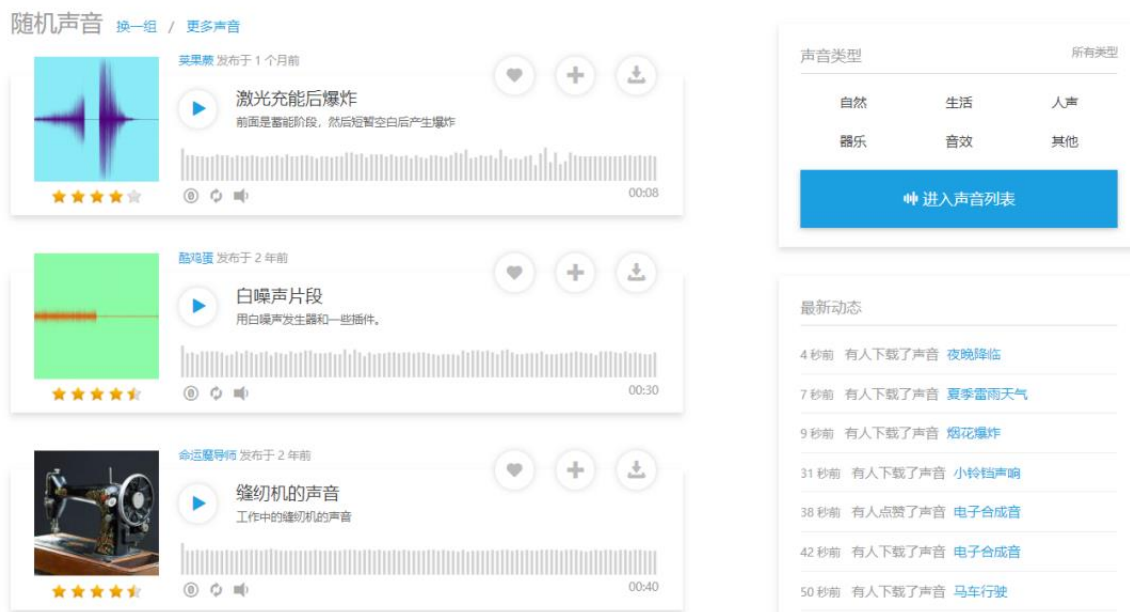 随机声音 换一组 / 更多声音
荚果蕨 发布于 1 个月前
激光充能后爆炸
前面是蓄能阶段，然后短暂空白后产生爆炸
00:08
酷鸡蛋 发布于 2 年前
白噪声片段
用白噪声发生器和一些插件。
00:30
命运魔导师 发布于 2 年前
缝纫机的声音
工作中的缝纫机的声音
00:40
声音类型 所有类型
自然 生活 人声
器乐 音效 其他
进入声音列表
最新动态
4 秒前 有人下载了声音 夜晚降临
7 秒前 有人下载了声音 夏季雷雨天气
9 秒前 有人下载了声音 烟花爆炸
31 秒前 有人下载了声音 小铃铛声响
38 秒前 有人点赞了声音 电子合成音
42 秒前 有人下载了声音 电子合成音
50 秒前 有人下载了声音 马车行驶